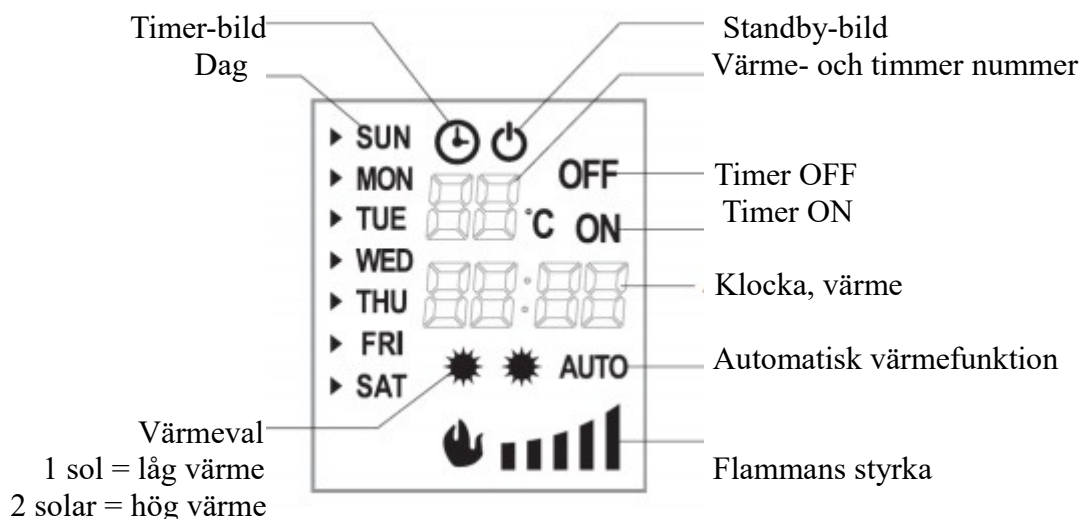 Timer-bild
Standby-bild
Dag
Värme- och timmer nummer
SUN
MON
OFF
Timer OFF
TUE
°C ON
Timer ON
WED
Klocka, värme
THU
FRI
AUTO
Automatisk värmefunktion
SAT
Värmeval
1 sol = låg värme
Flammans styrka
2 solar = hög värme